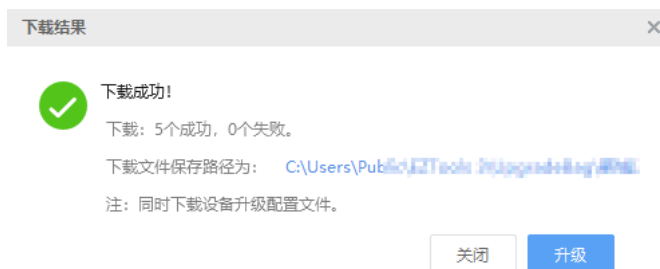 下载结果
下载成功！
下载：5个成功，0个失败。
下载文件保存路径为： C:\Users\Pub
注：同时下载设备升级配置文件。
关闭 升级